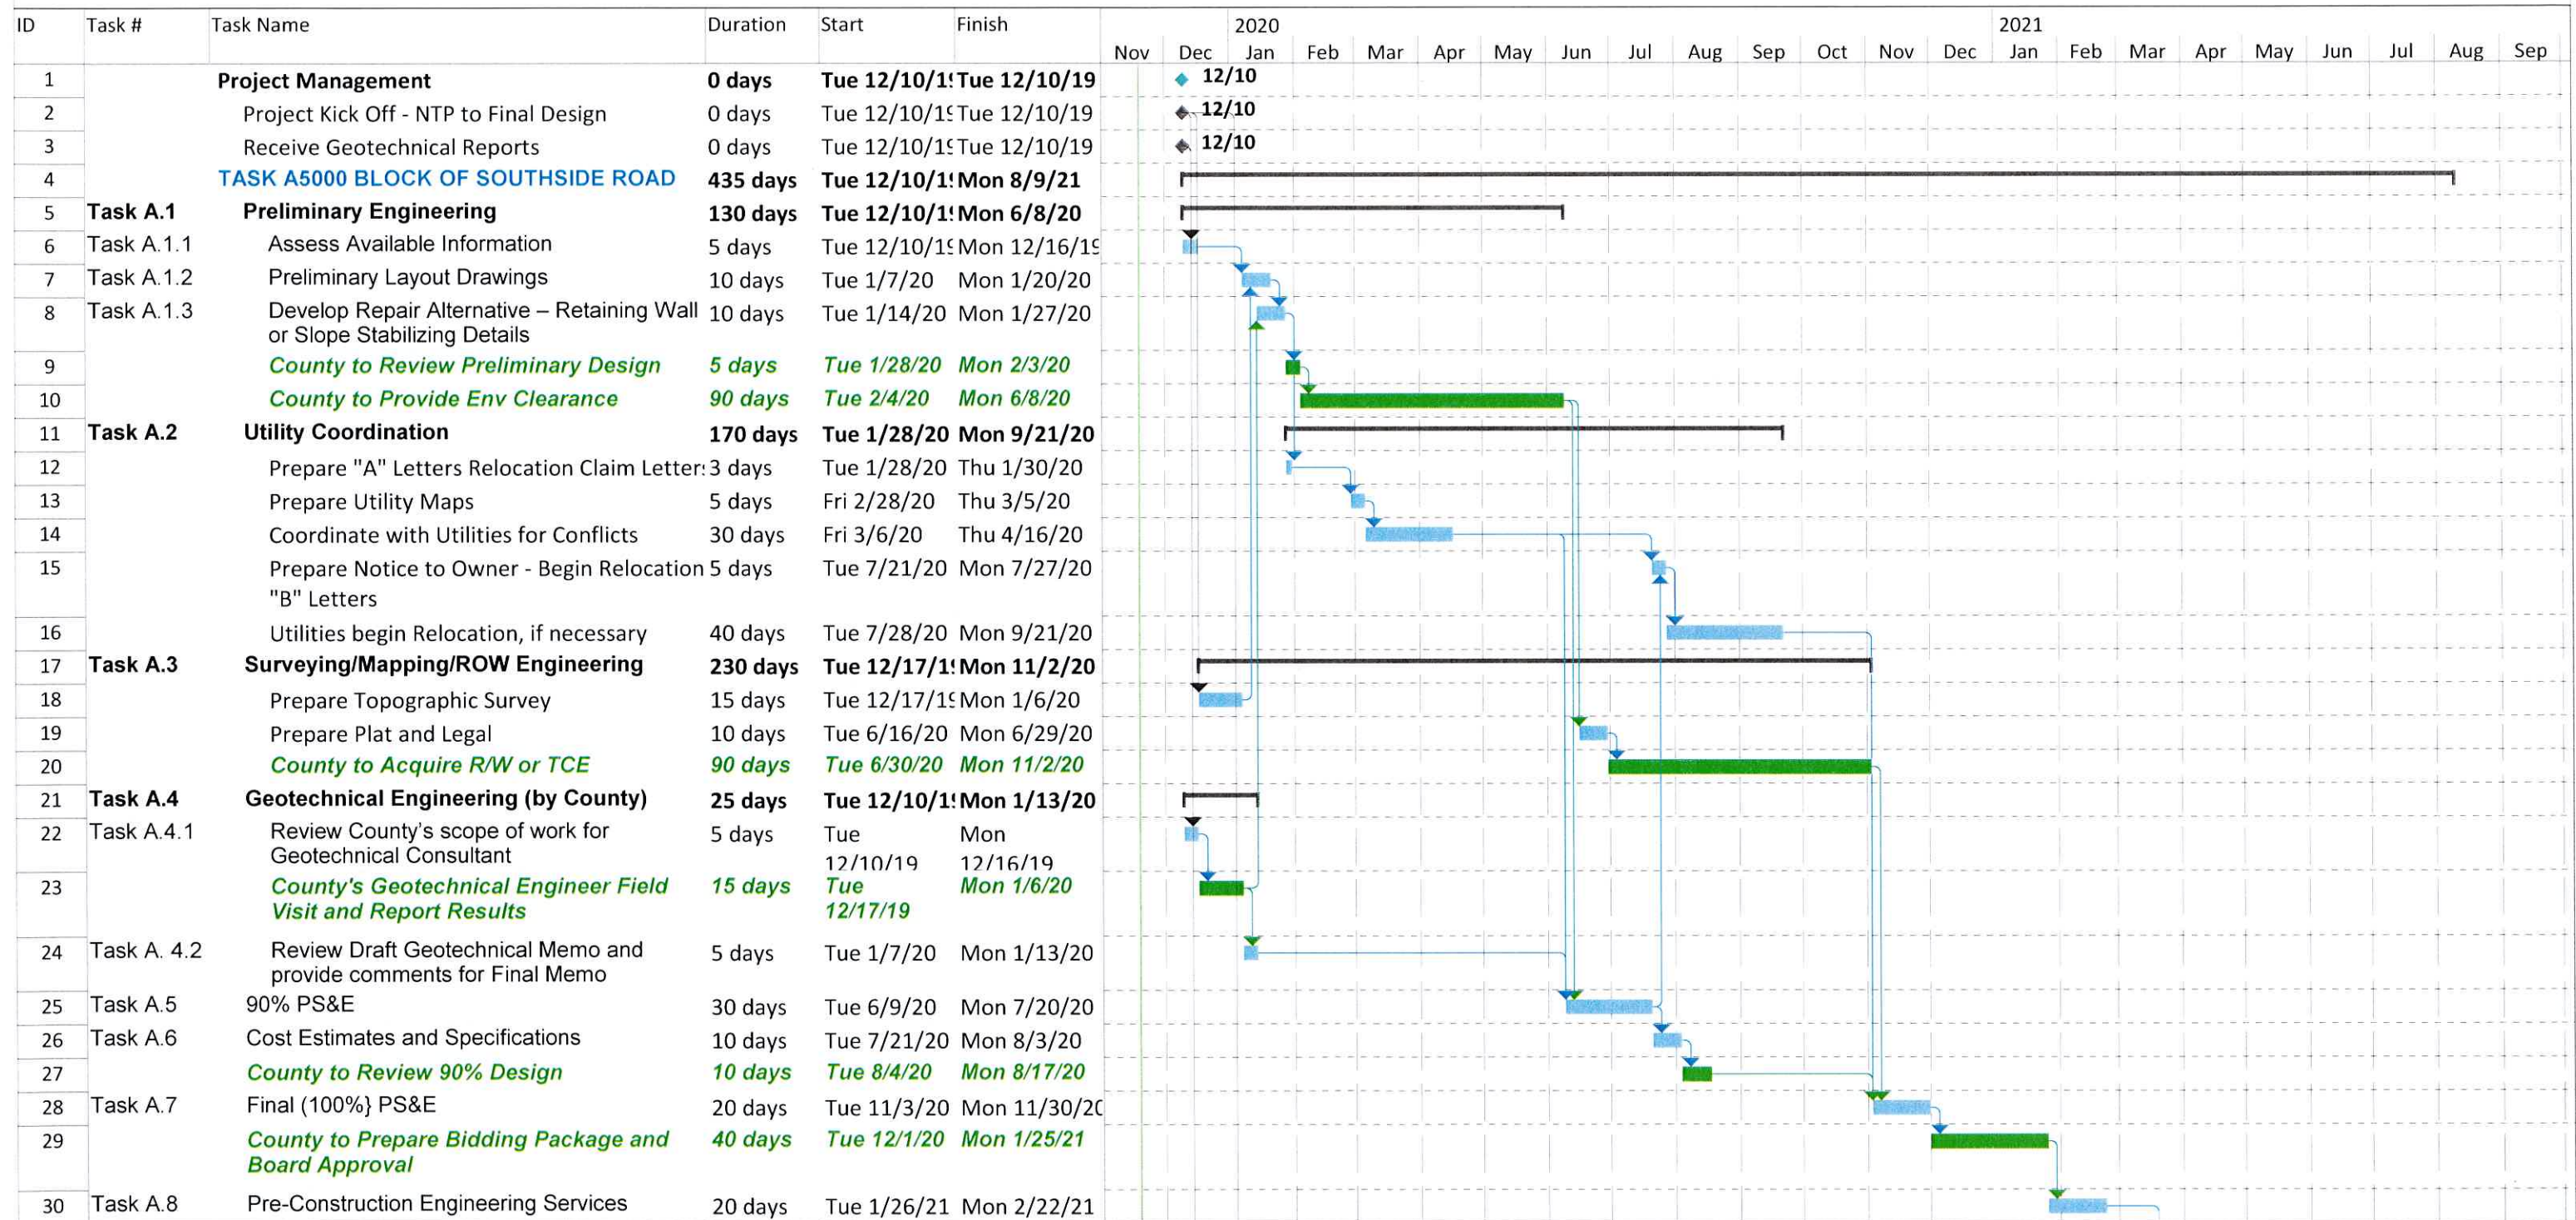 ID Task # Task Name Duration Start Finish 2020 2021
Nov Dec Jan Feb Mar Apr May Jun Jul Aug Sep Oct Nov Dec Jan Feb Mar Apr May Jun Jul Aug Sep
1 Project Management 0 days Tue 12/10/19 Tue 12/10/19 12/10
2 Project Kick Off - NTP to Final Design 0 days Tue 12/10/19 Tue 12/10/19 12/10
3 Receive Geotechnical Reports 0 days Tue 12/10/19 Tue 12/10/19 12/10
4 TASK A5000 BLOCK OF SOUTHSIDE ROAD 435 days Tue 12/10/19 Mon 8/9/21
5 Task A.1 Preliminary Engineering 130 days Tue 12/10/19 Mon 6/8/20
6 Task A.1.1 Assess Available Information 5 days Tue 12/10/19 Mon 12/16/19
7 Task A.1.2 Preliminary Layout Drawings 10 days Tue 1/7/20 Mon 1/20/20
8 Task A.1.3 Develop Repair Alternative – Retaining Wall 10 days Tue 1/14/20 Mon 1/27/20
or Slope Stabilizing Details
9 County to Review Preliminary Design 5 days Tue 1/28/20 Mon 2/3/20
10 County to Provide Env Clearance 90 days Tue 2/4/20 Mon 6/8/20
11 Task A.2 Utility Coordination 170 days Tue 1/28/20 Mon 9/21/20
12 Prepare "A" Letters Relocation Claim Letters 3 days Tue 1/28/20 Thu 1/30/20
13 Prepare Utility Maps 5 days Fri 2/28/20 Thu 3/5/20
14 Coordinate with Utilities for Conflicts 30 days Fri 3/6/20 Thu 4/16/20
15 Prepare Notice to Owner - Begin Relocation 5 days Tue 7/21/20 Mon 7/27/20
"B" Letters
16 Utilities begin Relocation, if necessary 40 days Tue 7/28/20 Mon 9/21/20
17 Task A.3 Surveying/Mapping/ROW Engineering 230 days Tue 12/17/19 Mon 11/2/20
18 Prepare Topographic Survey 15 days Tue 12/17/19 Mon 1/6/20
19 Prepare Plat and Legal 10 days Tue 6/16/20 Mon 6/29/20
20 County to Acquire R/W or TCE 90 days Tue 6/30/20 Mon 11/2/20
21 Task A.4 Geotechnical Engineering (by County) 25 days Tue 12/10/19 Mon 1/13/20
22 Task A.4.1 Review County's scope of work for 5 days Tue Mon
Geotechnical Consultant 12/10/19 12/16/19
23 County's Geotechnical Engineer Field 15 days Tue Mon 1/6/20
Visit and Report Results 12/17/19
24 Task A. 4.2 Review Draft Geotechnical Memo and 5 days Tue 1/7/20 Mon 1/13/20
provide comments for Final Memo
25 Task A.5 90% PS&E 30 days Tue 6/9/20 Mon 7/20/20
26 Task A.6 Cost Estimates and Specifications 10 days Tue 7/21/20 Mon 8/3/20
27 County to Review 90% Design 10 days Tue 8/4/20 Mon 8/17/20
28 Task A.7 Final (100%} PS&E 20 days Tue 11/3/20 Mon 11/30/20
29 County to Prepare Bidding Package and 40 days Tue 12/1/20 Mon 1/25/21
Board Approval
30 Task A.8 Pre-Construction Engineering Services 20 days Tue 1/26/21 Mon 2/22/21